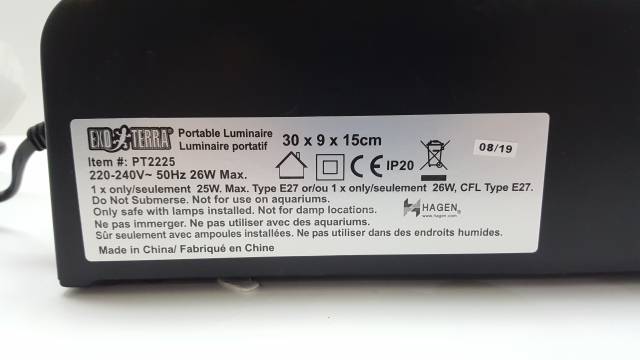 EXO TERRA® Portable Luminaire
Luminaire portatif
30 x 9 x 15cm
08/19
Item #: PT2225
220-240V~ 50Hz 26W Max.
CE IP20
1 x only/seulement 25W. Max. Type E27 or/ou 1 x only/seulement 26W, CFL Type E27.
Do Not Submerse. Not for use on aquariums.
Only safe with lamps installed. Not for damp locations.
HAGEN®
www.hagen.com
Ne pas immerger. Ne pas utiliser avec des aquariums.
Sûr seulement avec ampoules installées. Ne pas utiliser dans des endroits humides.
Made in China/ Fabriqué en Chine